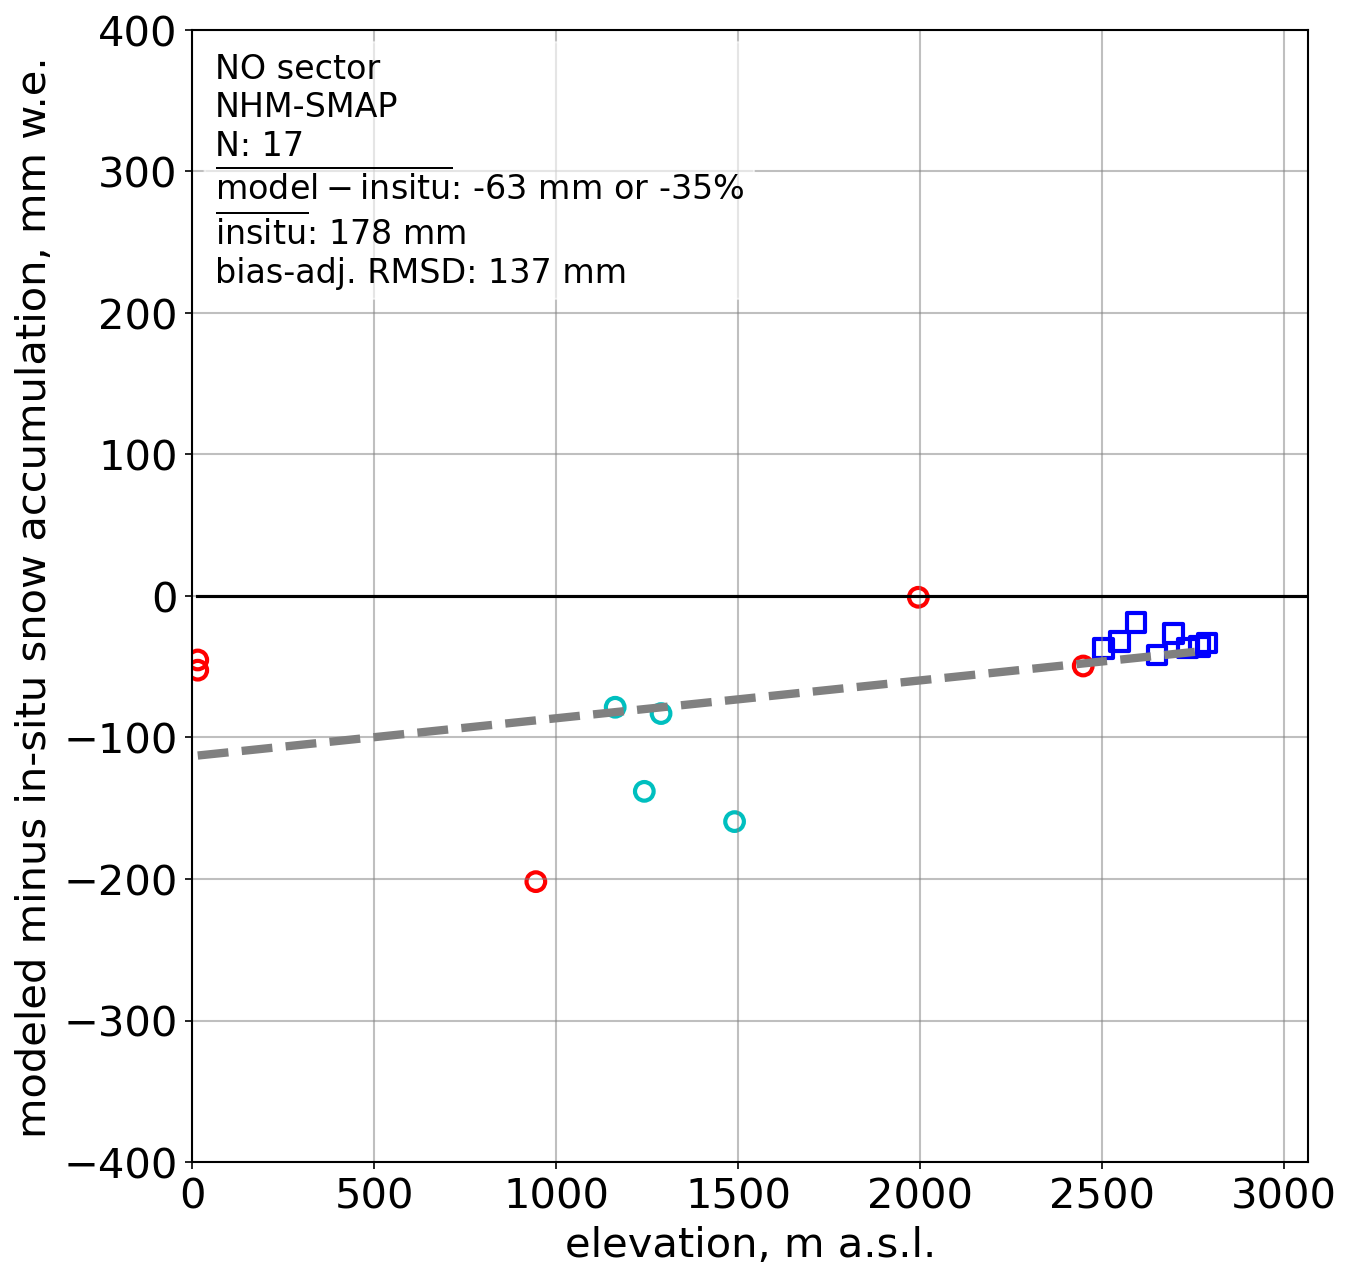 400
300
200
100
0
−100
−200
−300
−400
modeled minus in-situ snow accumulation, mm w.e.
NO sector
NHM-SMAP
N: 17
model − insitu: -63 mm or -35%
insitu: 178 mm
bias-adj. RMSD: 137 mm
0 500 1000 1500 2000 2500 3000
elevation, m a.s.l.